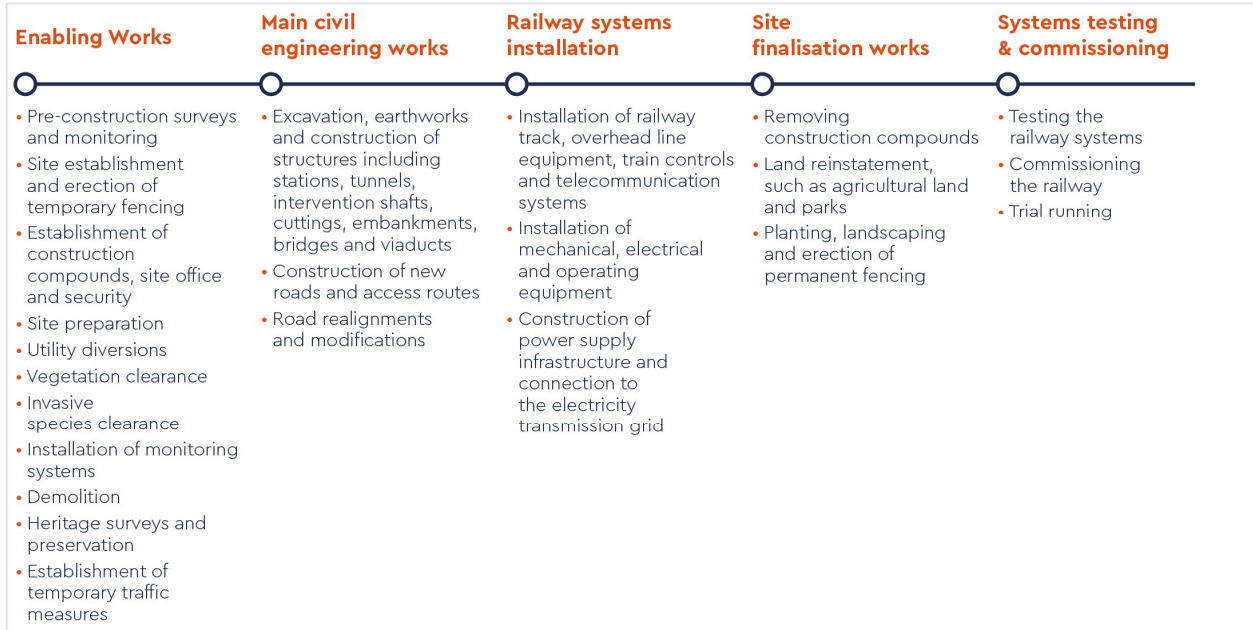 Enabling Works
• Pre-construction surveys
and monitoring
• Site establishment
and erection of
temporary fencing
• Establishment of
construction
compounds, site office
and security
• Site preparation
• Utility diversions
• Vegetation clearance
• Invasive
species clearance
• Installation of monitoring
systems
• Demolition
• Heritage surveys and
preservation
• Establishment of
temporary traffic
measures
Main civil
engineering works
• Excavation, earthworks
and construction of
structures including
stations, tunnels,
intervention shafts,
cuttings, embankments,
bridges and viaducts
• Construction of new
roads and access routes
• Road realignments
and modifications
Railway systems
installation
• Installation of railway
track, overhead line
equipment, train controls
and telecommunication
systems
• Installation of
mechanical, electrical
and operating
equipment
• Construction of
power supply
infrastructure and
connection to
the electricity
transmission grid
Site
finalisation works
• Removing
construction compounds
• Land reinstatement,
such as agricultural land
and parks
• Planting, landscaping
and erection of
permanent fencing
Systems testing
& commissioning
• Testing the
railway systems
• Commissioning
the railway
• Trial running